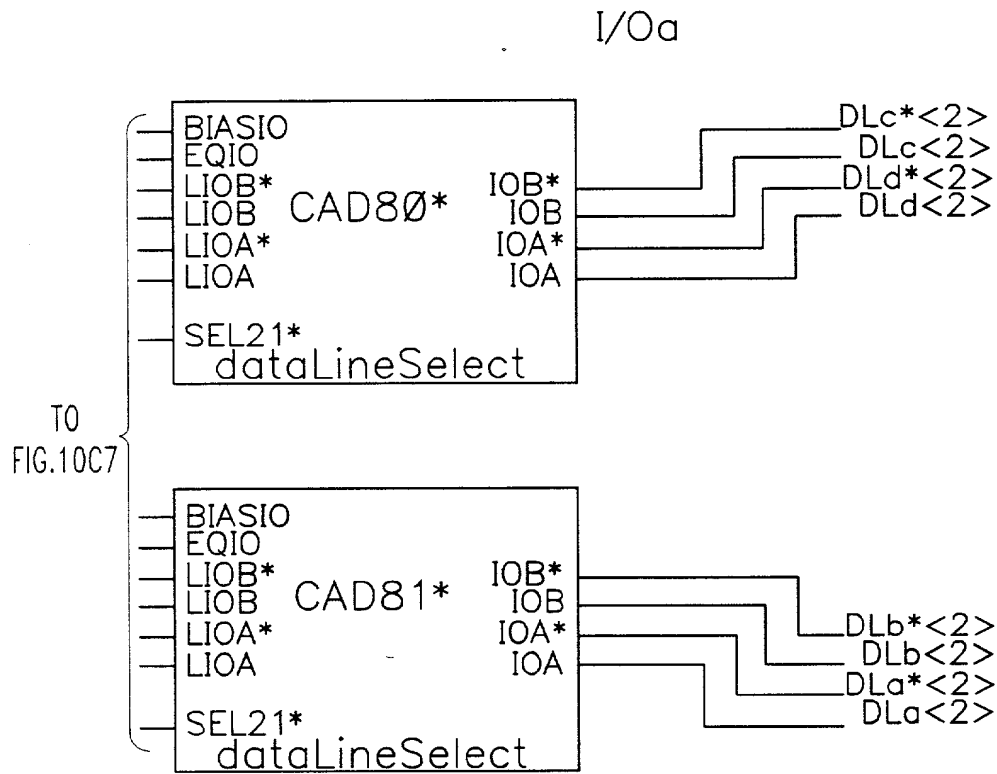 I/Oa
BIASIO
EQIO
LIOB*
LIOB
LIOA*
LIOA
SEL21*
CAD8Ø*
IOB*
IOB
IOA*
IOA
dataLineSelect
DLc*<2>
DLc<2>
DLd*<2>
DLd<2>
TO
FIG.10C7
BIASIO
EQIO
LIOB*
LIOB
LIOA*
LIOA
SEL21*
CAD81*
IOB*
IOB
IOA*
IOA
dataLineSelect
DLb*<2>
DLb<2>
DLa*<2>
DLa<2>